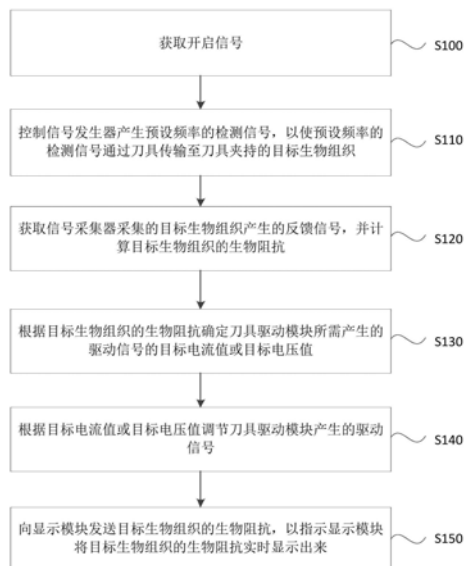 获取开启信号
S100
控制信号发生器产生预设频率的检测信号，以使预设频率的
检测信号通过刀具传输至刀具夹持的目标生物组织
S110
获取信号采集器采集的目标生物组织产生的反馈信号，并计
算目标生物组织的生物阻抗
S120
根据目标生物组织的生物阻抗确定刀具驱动模块所需产生的
驱动信号的目标电流值或目标电压值
S130
根据目标电流值或目标电压值调节刀具驱动模块产生的驱动
信号
S140
向显示模块发送目标生物组织的生物阻抗，以指示显示模块
将目标生物组织的生物阻抗实时显示出来
S150